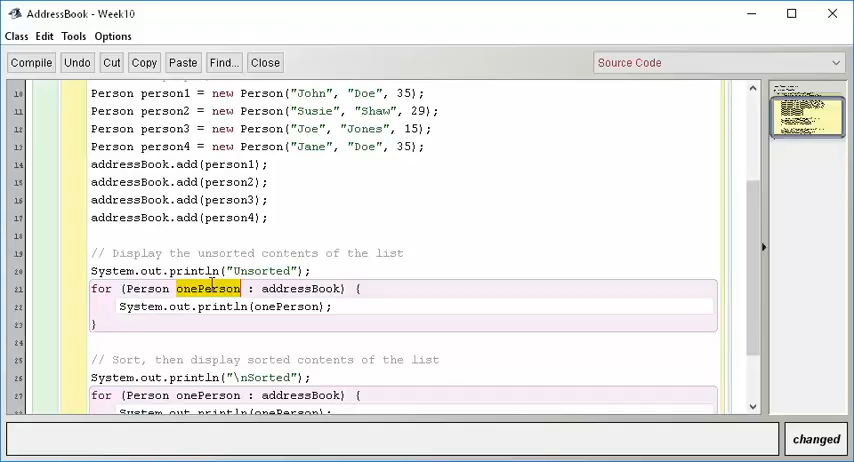 AddressBook - Week10
Class Edit Tools Options
Compile Undo Cut Copy Paste Find... Close Source Code
10 Person person1 = new Person("John", "Doe", 35);
11 Person person2 = new Person("Susie", "Shaw", 29);
12 Person person3 = new Person("Joe", "Jones", 15);
13 Person person4 = new Person("Jane", "Doe", 35);
14 addressBook.add(person1);
15 addressBook.add(person2);
16 addressBook.add(person3);
17 addressBook.add(person4);
18
19 // Display the unsorted contents of the list
20 System.out.println("Unsorted");
21 for (Person onePerson : addressBook) {
22 System.out.println(onePerson);
23 }
24
25 // Sort, then display sorted contents of the list
26 System.out.println("\nSorted");
27 for (Person onePerson : addressBook) {
28 System.out.println(onePerson);
changed